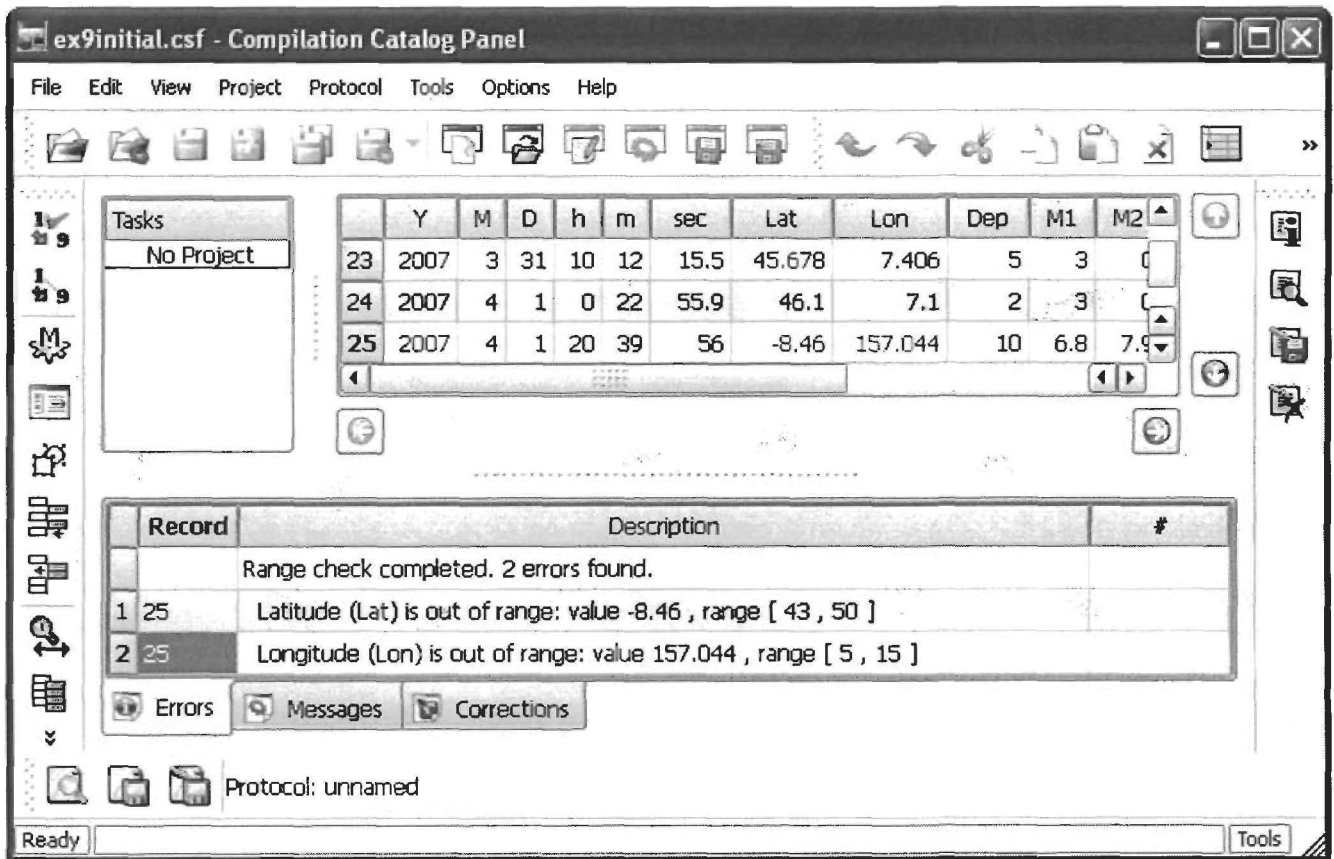 ex9initial.csf - Compilation Catalog Panel
File Edit View Project Protocol Tools Options Help
Tasks
No Project
Y M D h m sec Lat Lon Dep M1 M2
23 2007 3 31 10 12 15.5 45.678 7.406 5 3
24 2007 4 1 0 22 55.9 46.1 7.1 2 3
25 2007 4 1 20 39 56 -8.46 157.044 10 6.8 7.9
Record Description #
Range check completed. 2 errors found.
1 25 Latitude (Lat) is out of range: value -8.46 , range [ 43 , 50 ]
2 25 Longitude (Lon) is out of range: value 157.044 , range [ 5 , 15 ]
Errors Messages Corrections
Protocol: unnamed
Ready Tools